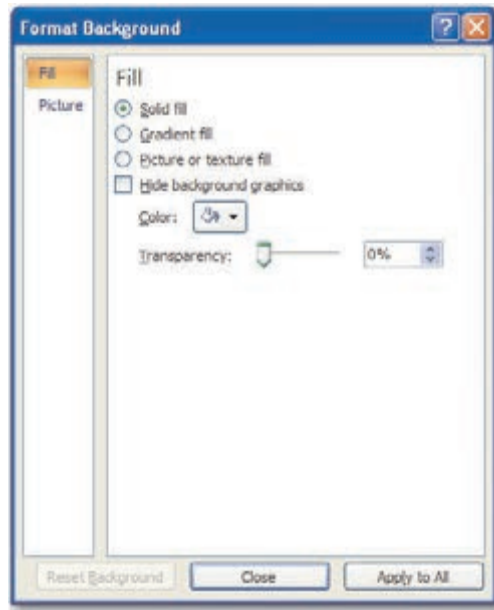 Format Background
?
X
Fill
Picture
Fill
Solid fill
Gradient fill
Picture or texture fill
Hide background graphics
Color:
Transparency: 0%
Reset Background Close Apply to All